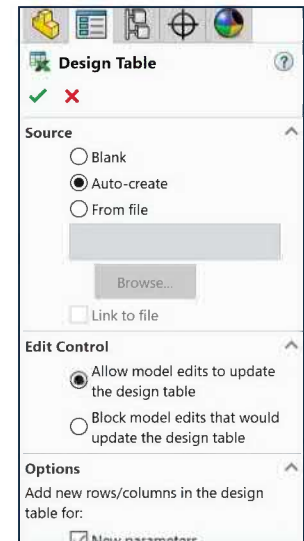 Design Table
?
Source
Blank
Auto-create
From file
Browse...
Link to file
Edit Control
Allow model edits to update
the design table
Block model edits that would
update the design table
Options
Add new rows/columns in the design
table for:
New parameters